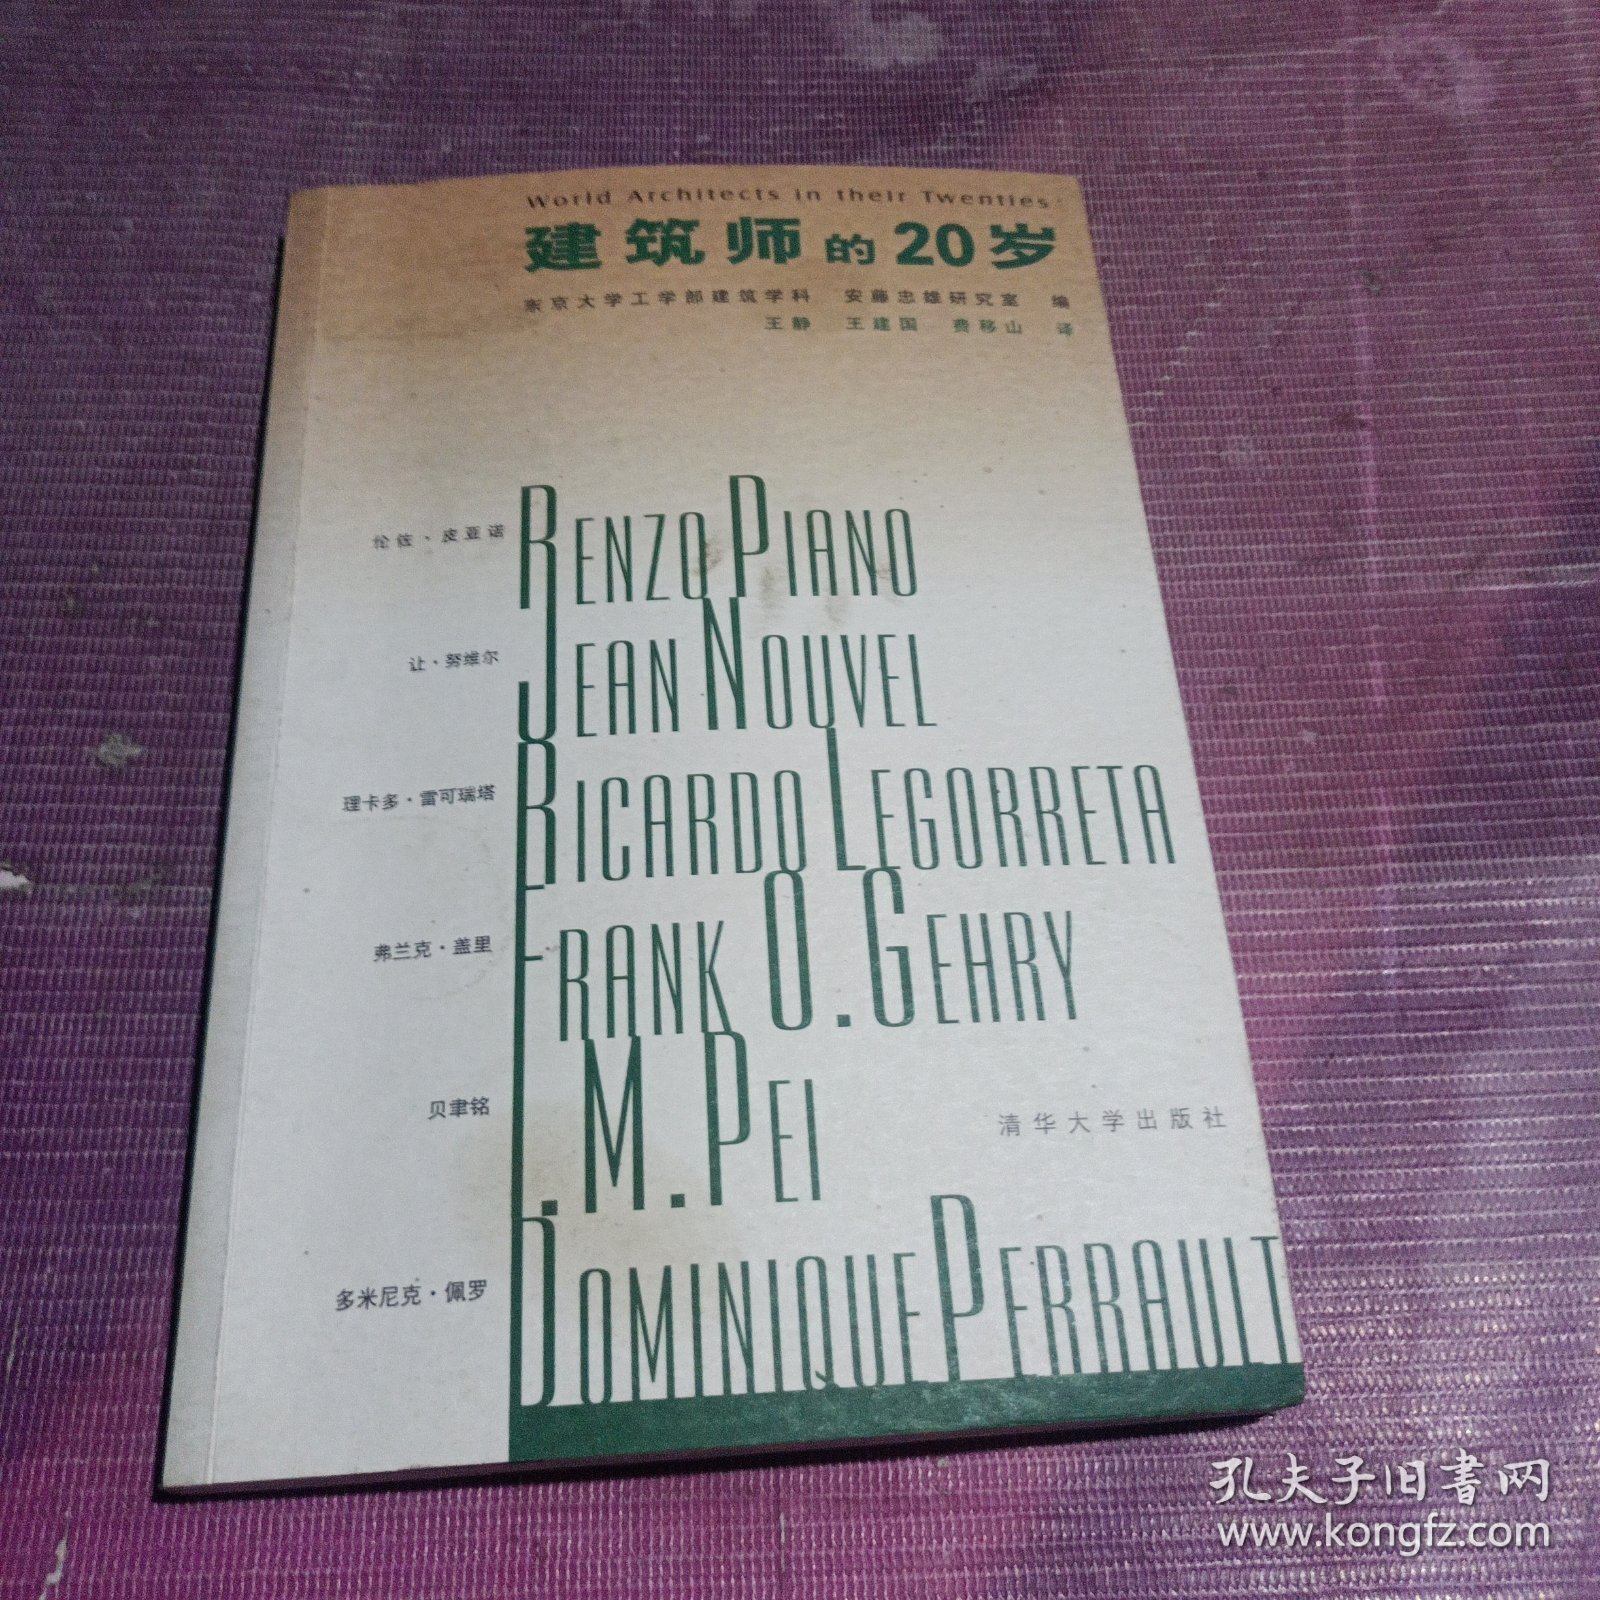 World Architects in their Twenties
建筑师的20岁
东京大学工学部建筑学科 安藤忠雄研究室 编
王静 王建国 费移山 译
伦佐·皮亚诺 RENZO PIANO
让·努维尔 JEAN NOUVEL
理卡多·雷可瑞塔 RICARDO LEGORRETA
弗兰克·盖里 FRANK O. GEHRY
贝聿铭 I.M.PEI
清华大学出版社
多米尼克·佩罗 DOMINIQUE PERRAULT
孔夫子旧书网
www.kongfz.com